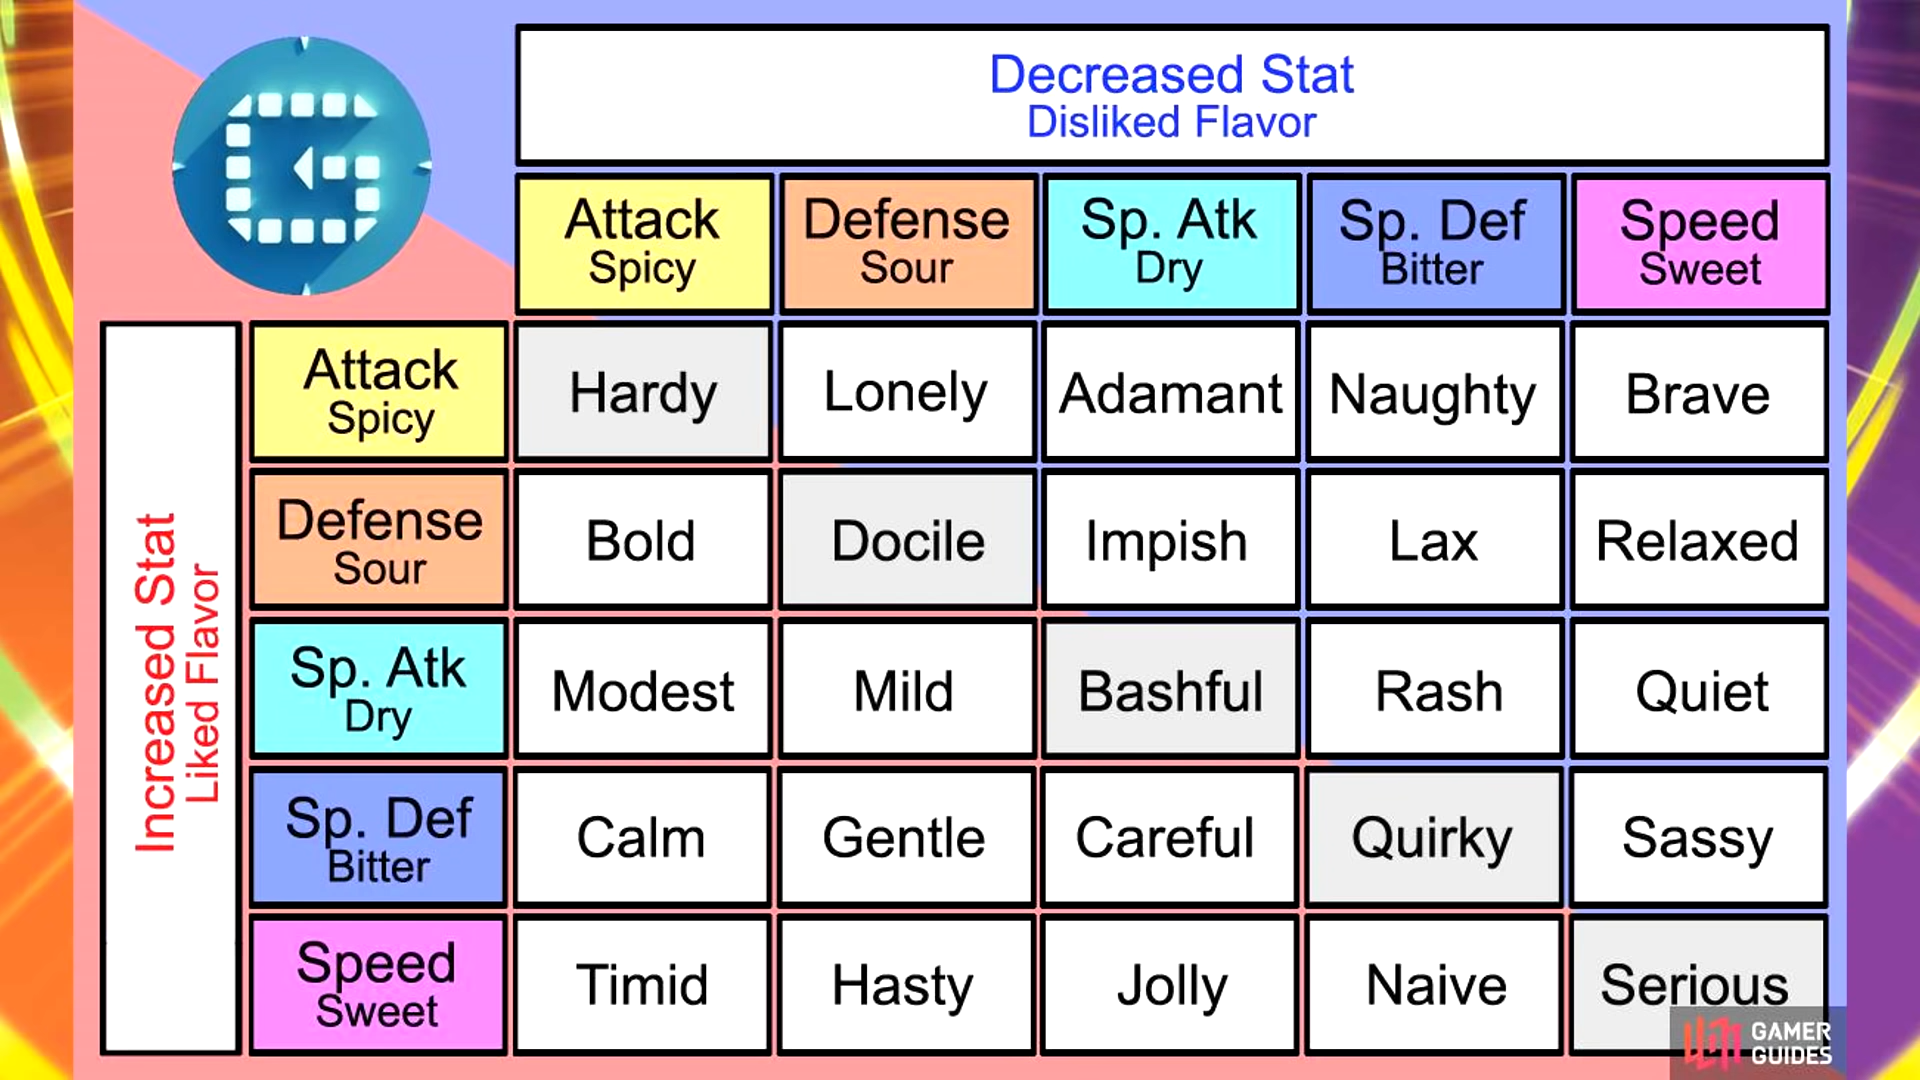 Decreased Stat
Disliked Flavor
Attack
Spicy
Defense
Sour
Sp. Atk
Dry
Sp. Def
Bitter
Speed
Sweet
Increased Stat
Liked Flavor
Attack
Spicy
Hardy
Lonely
Adamant
Naughty
Brave
Defense
Sour
Bold
Docile
Impish
Lax
Relaxed
Sp. Atk
Dry
Modest
Mild
Bashful
Rash
Quiet
Sp. Def
Bitter
Calm
Gentle
Careful
Quirky
Sassy
Speed
Sweet
Timid
Hasty
Jolly
Naive
Serious
GAMER
GUIDES